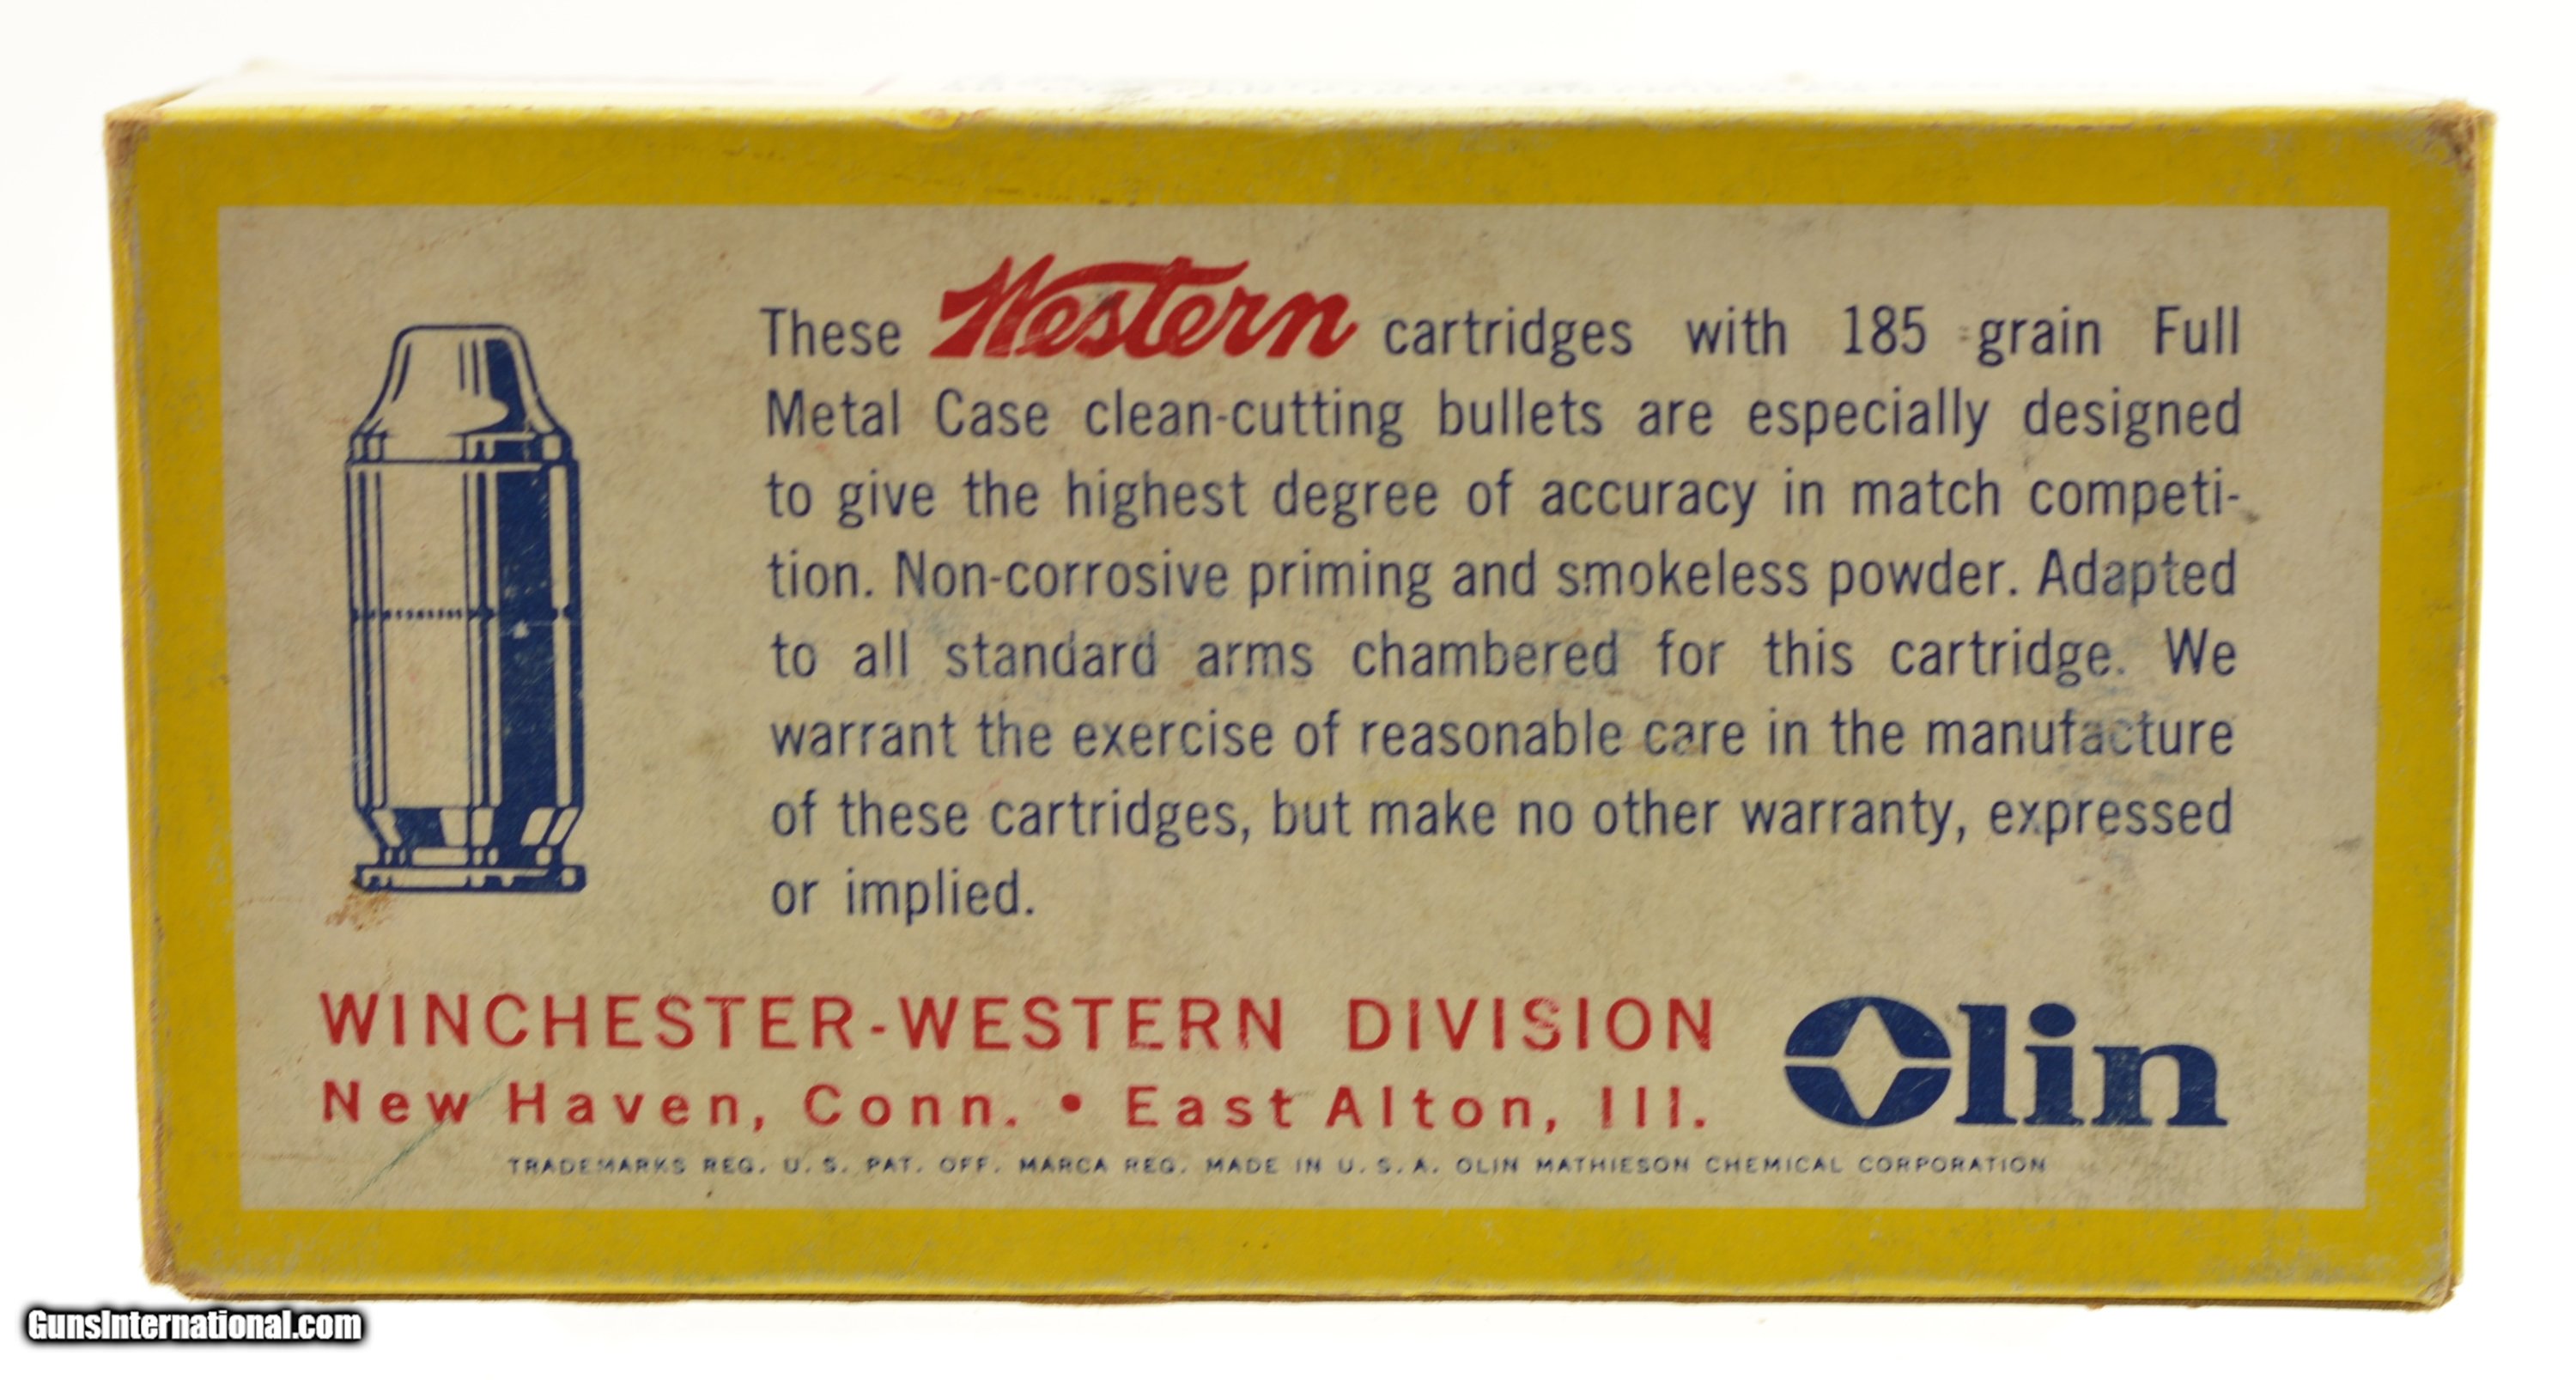 These Western cartridges with 185 grain Full
Metal Case clean-cutting bullets are especially designed
to give the highest degree of accuracy in match competi-
tion. Non-corrosive priming and smokeless powder. Adapted
to all standard arms chambered for this cartridge. We
warrant the exercise of reasonable care in the manufacture
of these cartridges, but make no other warranty, expressed
or implied.
WINCHESTER-WESTERN DIVISION
New Haven, Conn. • East Alton, Ill.
Olin
TRADEMARKS REG. U. S. PAT. OFF. MARCA REG. MADE IN U. S. A. OLIN MATHIESON CHEMICAL CORPORATION
GunsInternational.com